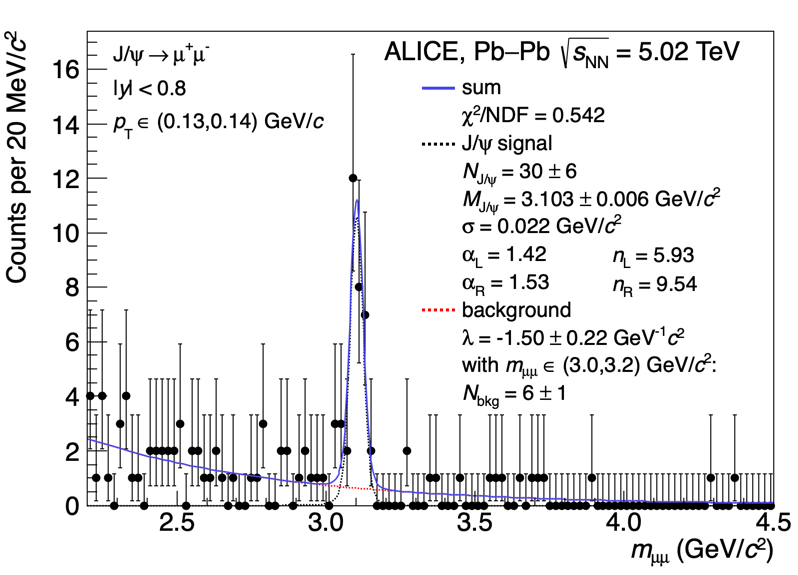 ALICE, Pb–Pb √s_NN = 5.02 TeV
J/ψ → μ⁺μ⁻
|y| < 0.8
p_T ∈ (0.13,0.14) GeV/c
sum
χ²/NDF = 0.542
J/ψ signal
N_J/ψ = 30 ± 6
M_J/ψ = 3.103 ± 0.006 GeV/c²
σ = 0.022 GeV/c²
α_L = 1.42 n_L = 5.93
α_R = 1.53 n_R = 9.54
background
λ = -1.50 ± 0.22 GeV⁻¹c²
with m_μμ ∈ (3.0,3.2) GeV/c²:
N_bkg = 6 ± 1
Counts per 20 MeV/c²
16
14
12
10
8
6
4
2
0
2.5 3.0 3.5 4.0 4.5
m_μμ (GeV/c²)